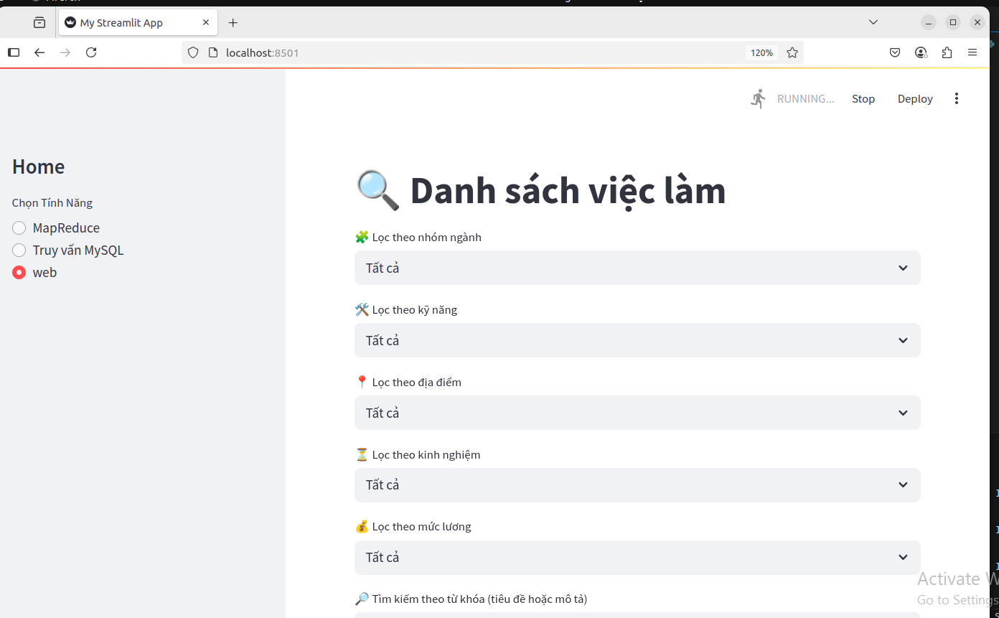 My Streamlit App
localhost:8501
120%
RUNNING...
Stop
Deploy
Home
Chọn Tính Năng
MapReduce
Truy vấn MySQL
web
🔍 Danh sách việc làm
🧩 Lọc theo nhóm ngành
Tất cả
🛠️ Lọc theo kỹ năng
Tất cả
📍 Lọc theo địa điểm
Tất cả
⏳ Lọc theo kinh nghiệm
Tất cả
💰 Lọc theo mức lương
Tất cả
🔎 Tìm kiếm theo từ khóa (tiêu đề hoặc mô tả)
Activate W
Go to Settings